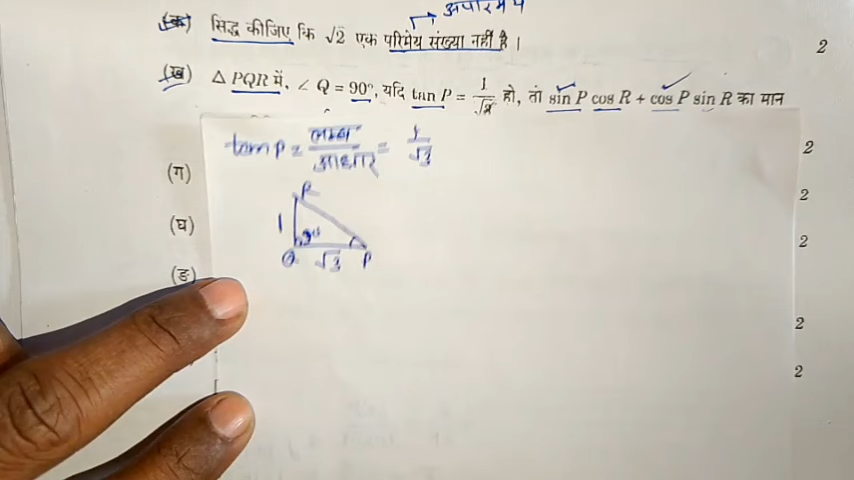 अपरिमेय
(क) सिद्ध कीजिए कि √2 एक परिमेय संख्या नहीं है। 2
(ख) △ PQR में, ∠ Q = 90°, यदि tan P = 1/√3 हो, तो sin P cos R + cos P sin R का मान
tan P = लम्ब/आधार = 1/√3
2
(ग) 2
R
(घ) 1 90° 2
Q √3 P
(ङ)
2
2